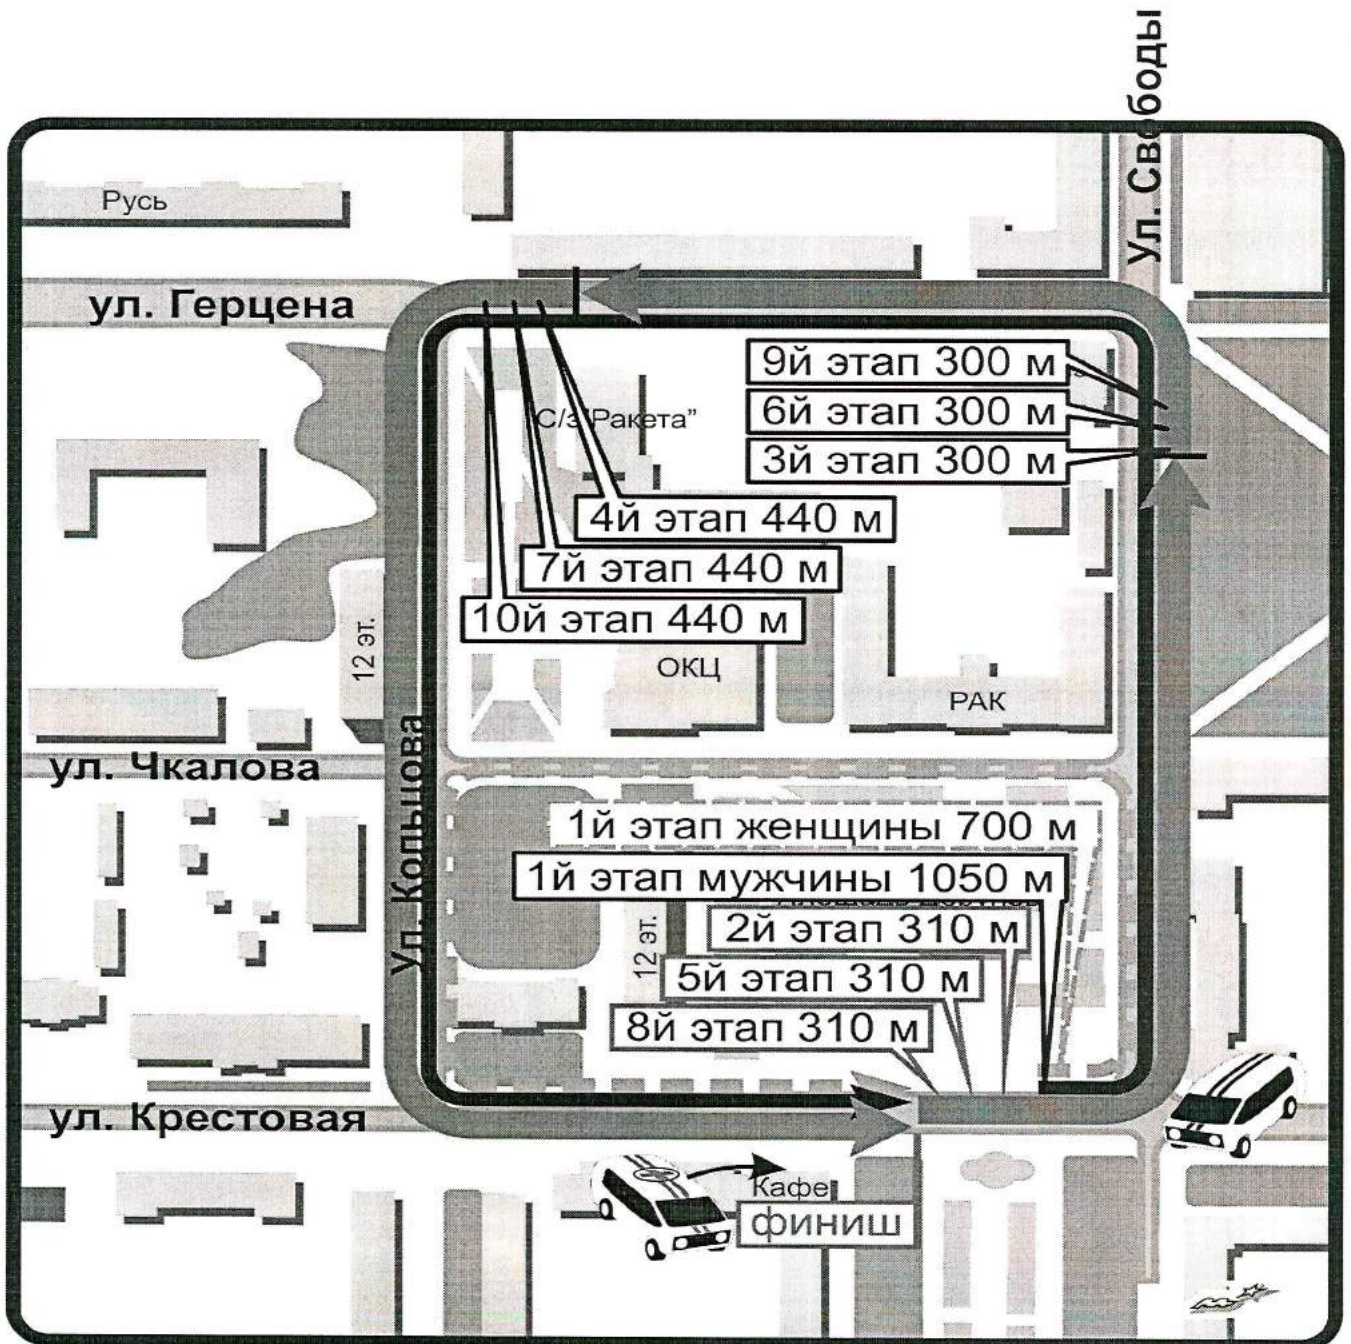 Ул. Свободы
Русь
ул. Герцена
9й этап 300 м
6й этап 300 м
3й этап 300 м
С/з "Ракета"
4й этап 440 м
7й этап 440 м
10й этап 440 м
12 эт.
ОКЦ
РАК
Ул. Кольцова
ул. Чкалова
1й этап женщины 700 м
1й этап мужчины 1050 м
2й этап 310 м
12 эт.
5й этап 310 м
8й этап 310 м
ул. Крестовая
Кафе
финиш